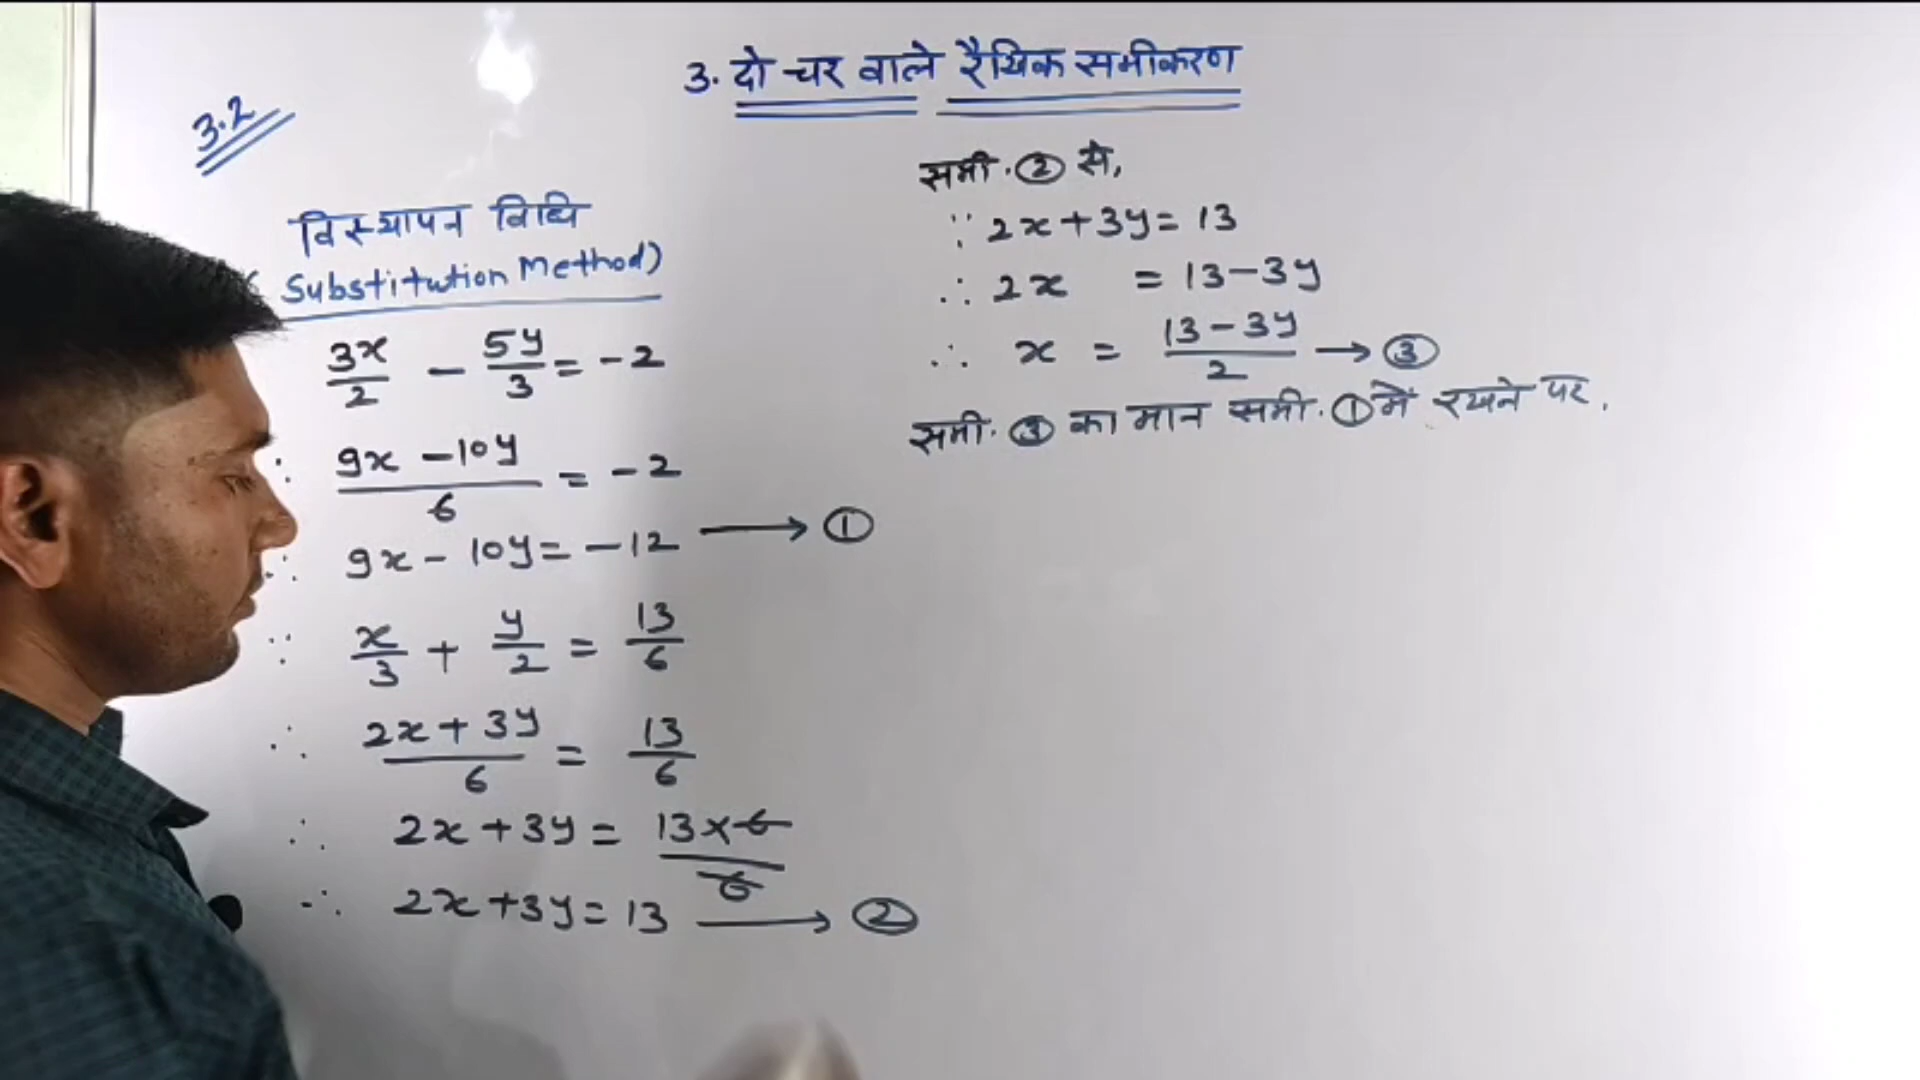 3. दो चर वाले रैखिक समीकरण
3.2
विस्थापन विधि
(Substitution Method)
3x/2 - 5y/3 = -2
∴ 9x - 10y/6 = -2
∴ 9x - 10y = -12 → ①
∵ x/3 + y/2 = 13/6
∴ 2x + 3y/6 = 13/6
∴ 2x + 3y = 13×6/6
∴ 2x + 3y = 13 → ②
समी. ② से,
∵ 2x + 3y = 13
∴ 2x = 13 - 3y
∴ x = 13 - 3y/2 → ③
समी. ③ का मान समी. ① में रखने पर,